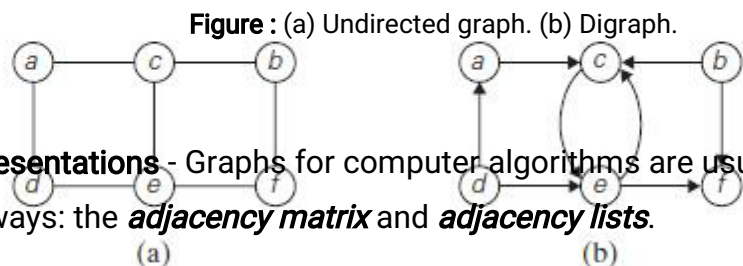 Figure : (a) Undirected graph. (b) Digraph.
a c b a c b
esentations - Graphs for computer algorithms are usu
d e f d e f
ways: the adjacency matrix and adjacency lists.
(a) (b)